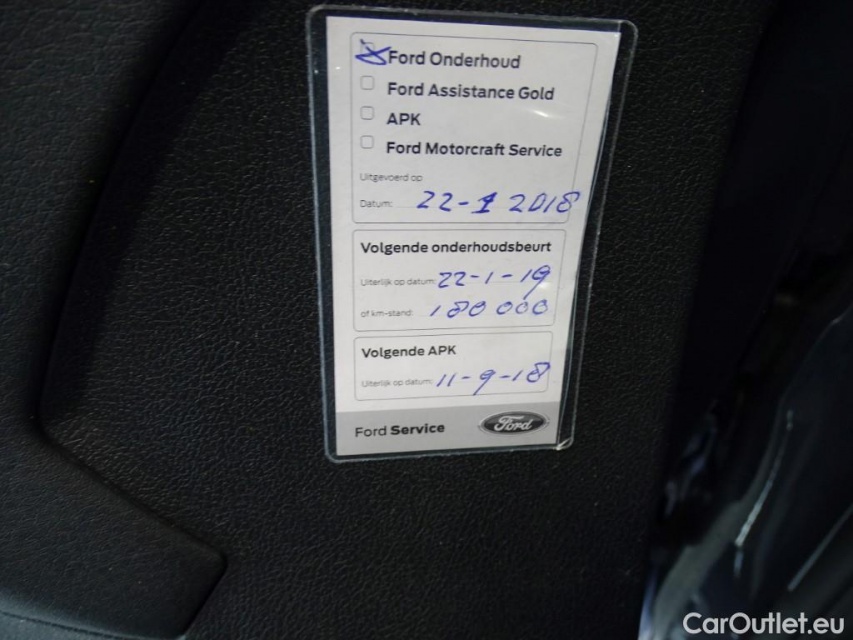 Ford Onderhoud
Ford Assistance Gold
APK
Ford Motorcraft Service
Uitgevoerd op
Datum: 22-1 2018
Volgende onderhoudsbeurt
Uiterlijk op datum: 22-1-19
of km-stand: 180 000
Volgende APK
Uiterlijk op datum: 11-9-18
Ford Service
Ford
CarOutlet.eu